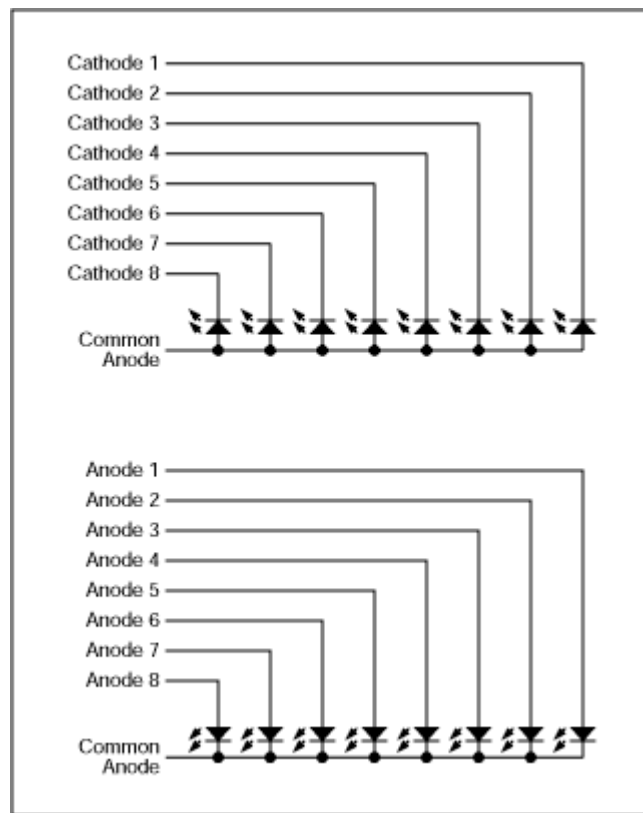 Cathode 1
Cathode 2
Cathode 3
Cathode 4
Cathode 5
Cathode 6
Cathode 7
Cathode 8
Common
Anode
Anode 1
Anode 2
Anode 3
Anode 4
Anode 5
Anode 6
Anode 7
Anode 8
Common
Anode